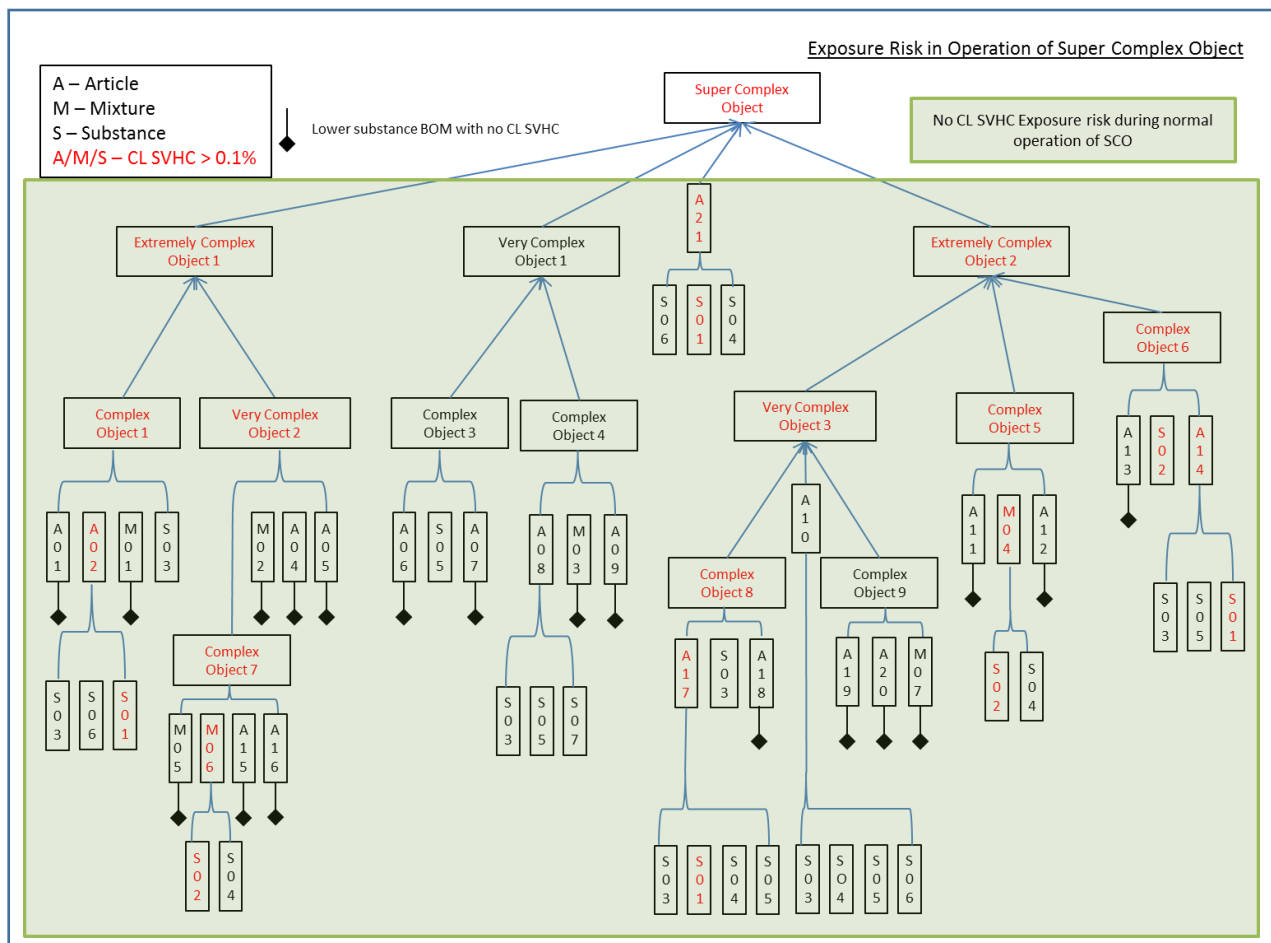 Exposure Risk in Operation of Super Complex Object
A – Article
M – Mixture
S – Substance
A/M/S – CL SVHC > 0.1%
Lower substance BOM with no CL SVHC
Super Complex
Object
No CL SVHC Exposure risk during normal
operation of SCO
A21
Extremely Complex
Object 1
Very Complex
Object 1
Extremely Complex
Object 2
S06
S01
S04
Complex
Object 6
Complex
Object 1
Very Complex
Object 2
Complex
Object 3
Complex
Object 4
Very Complex
Object 3
Complex
Object 5
A13
S02
A14
A01
A02
M01
S03
M02
A04
A05
A06
S05
A07
A08
M03
A09
A10
A11
M04
A12
Complex
Object 8
Complex
Object 9
S03
S05
S01
Complex
Object 7
A17
S03
A18
A19
A20
M07
S02
S04
S03
S06
S01
M05
M06
A15
A16
S03
S05
S07
S02
S04
S03
S01
S04
S05
S03
SO4
S05
S06